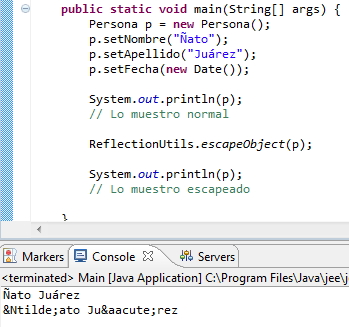 public static void main(String[] args) {
Persona p = new Persona();
p.setNombre("Ñato");
p.setApellido("Juárez");
p.setFecha(new Date());
System.out.println(p);
// Lo muestro normal
ReflectionUtils.escapeObject(p);
System.out.println(p);
// Lo muestro escapeado
}
Markers Console Servers
<terminated> Main [Java Application] C:\Program Files\Java\jee\j
Ñato Juárez
&Ntilde;ato Ju&aacute;rez